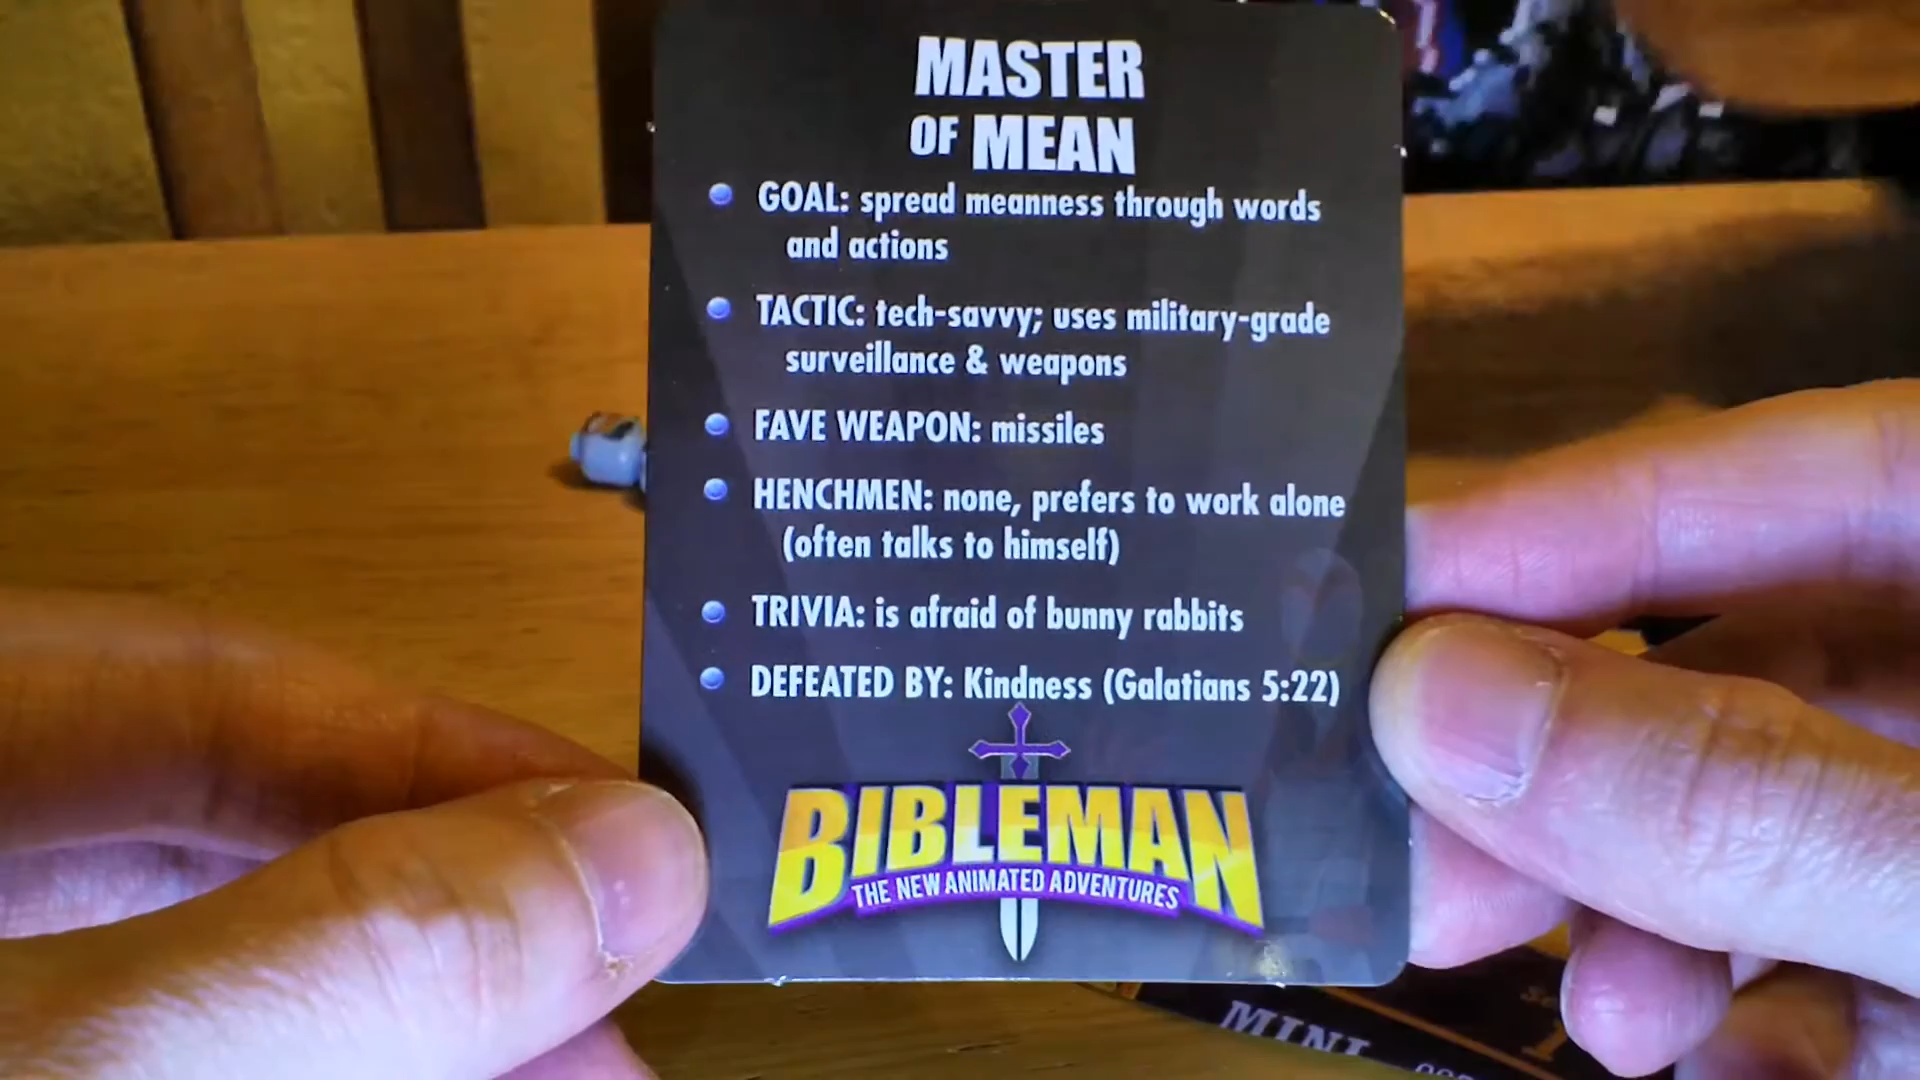 MASTER
OF MEAN
GOAL: spread meanness through words
and actions
TACTIC: tech-savvy; uses military-grade
surveillance & weapons
FAVE WEAPON: missiles
HENCHMEN: none, prefers to work alone
(often talks to himself)
TRIVIA: is afraid of bunny rabbits
DEFEATED BY: Kindness (Galatians 5:22)
BIBLEMAN
THE NEW ANIMATED ADVENTURES
MINI